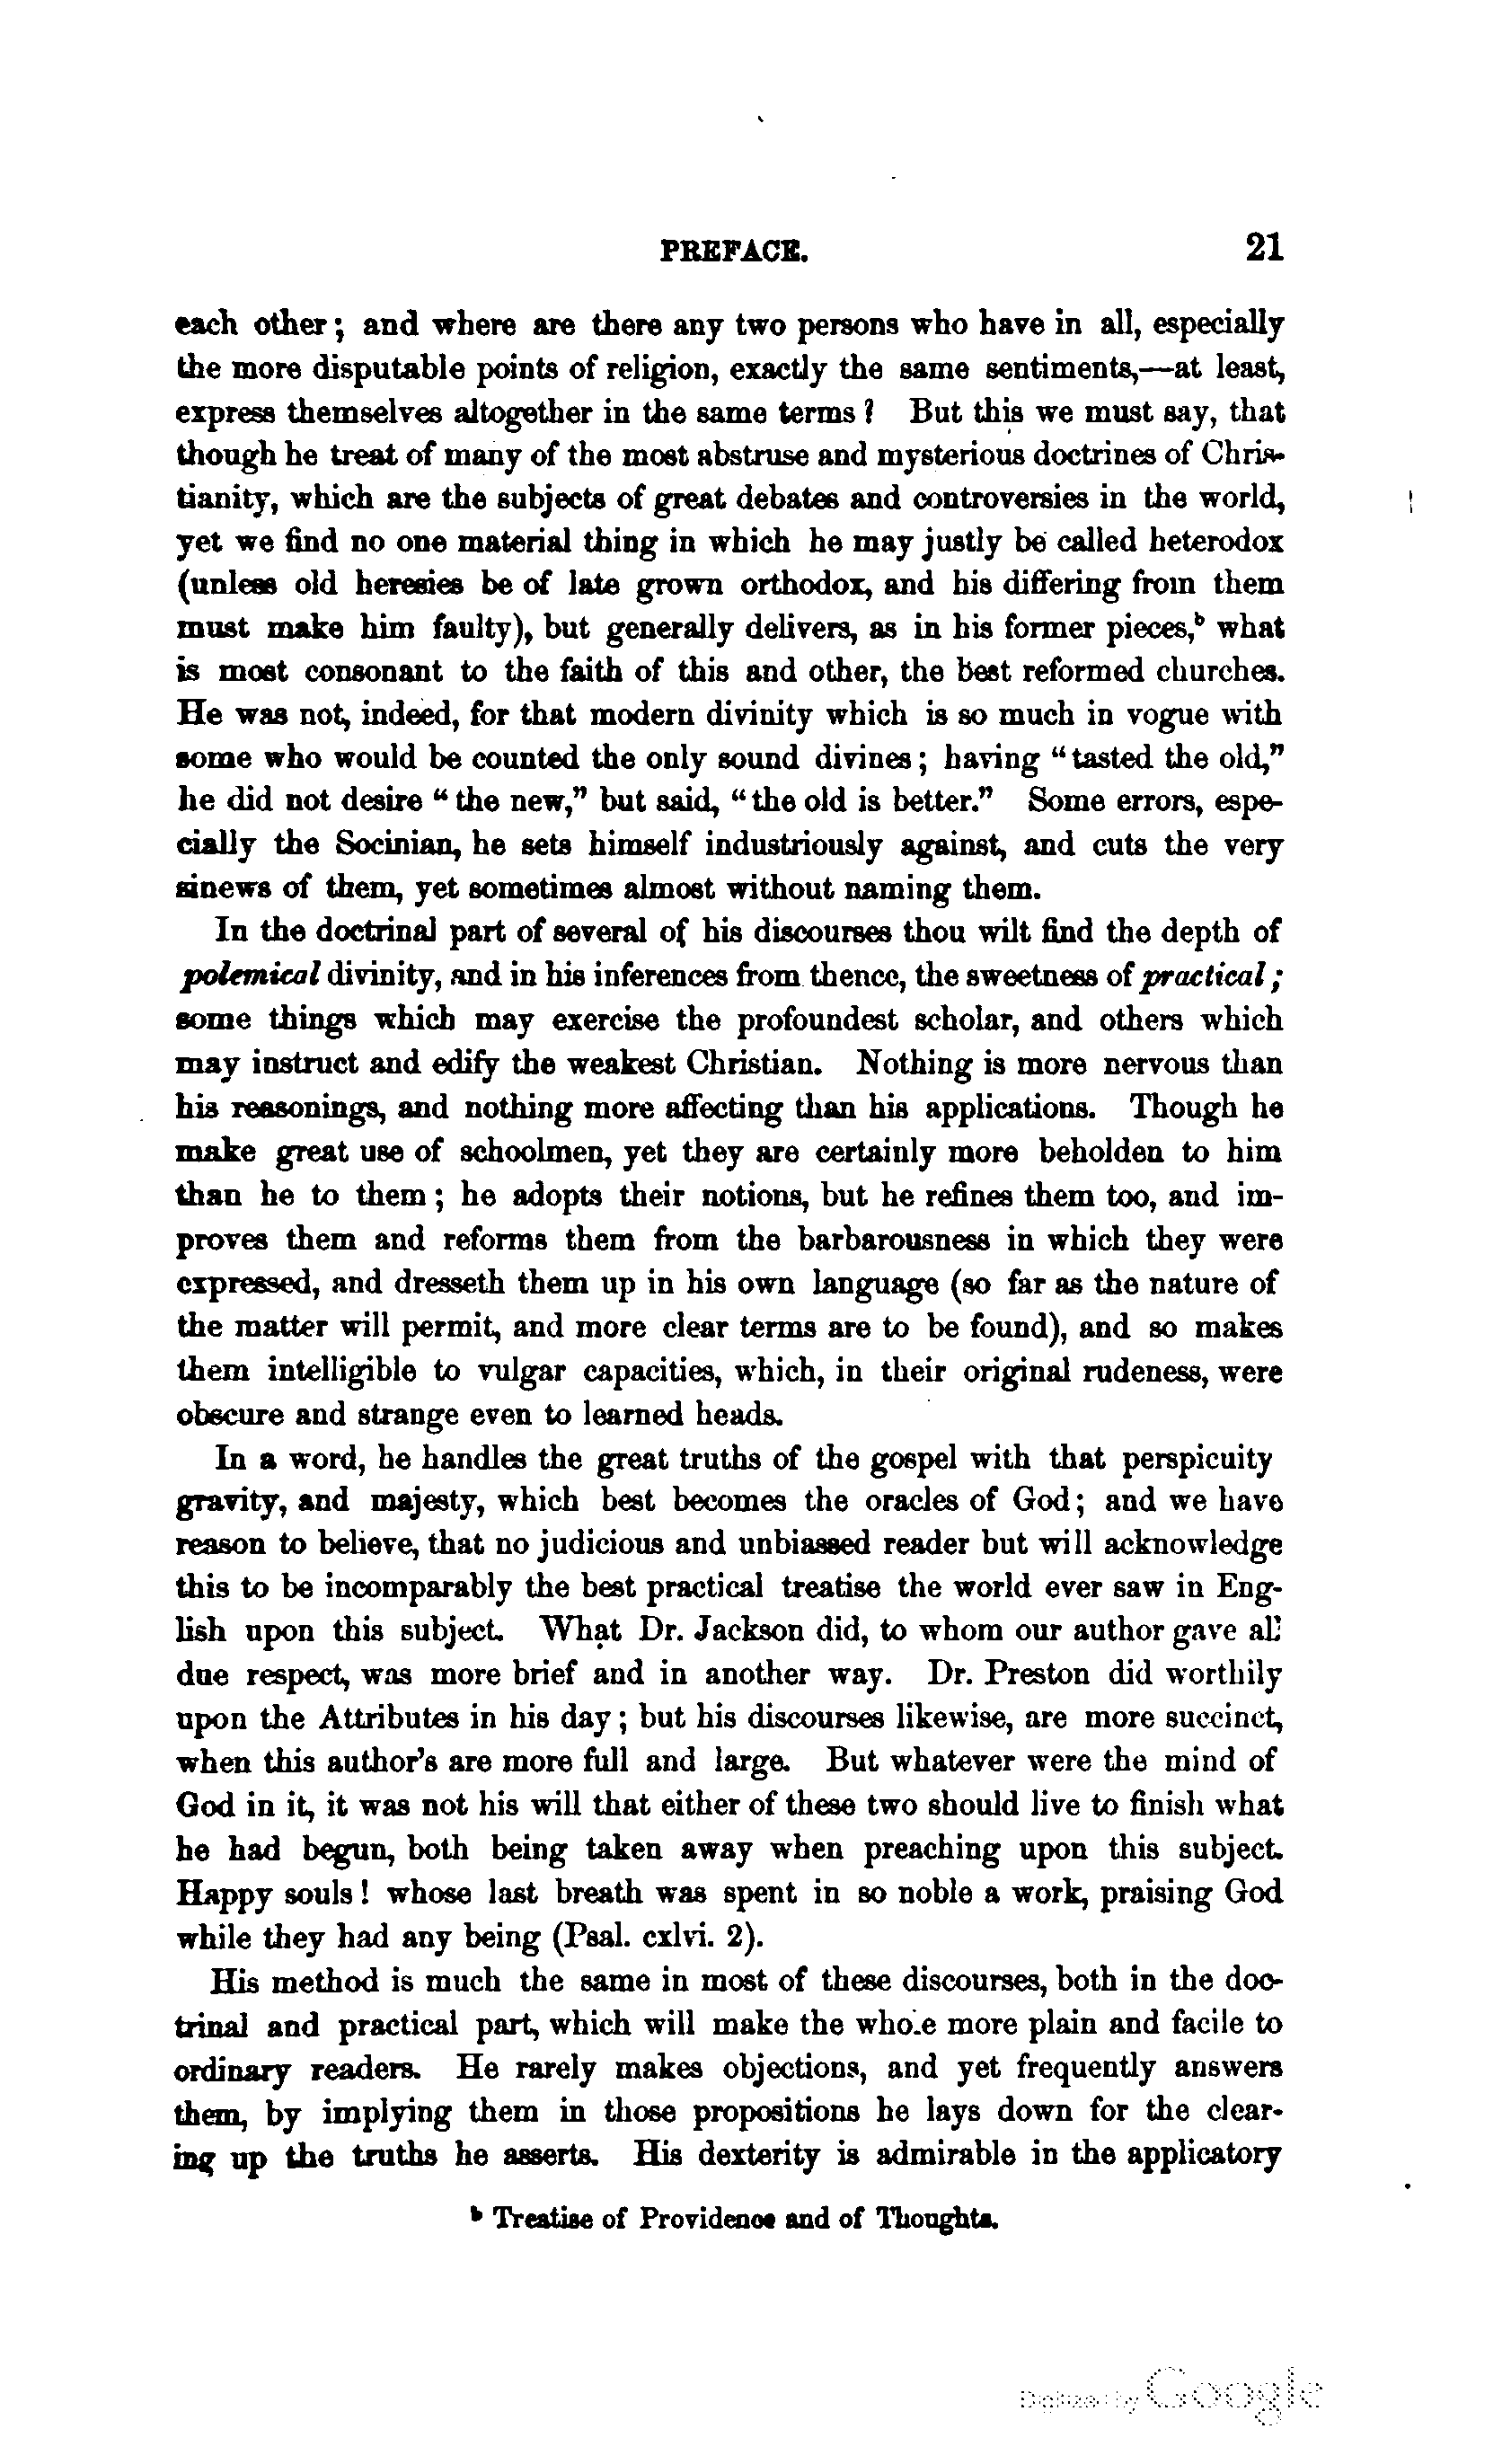 PREFACE. 21
each other; and where are there any two persons who have in all, especially
the more disputable points of religion, exactly the same sentiments,—at least,
express themselves altogether in the same terms? But this we must say, that
though he treat of many of the most abstruse and mysterious doctrines of Chris-
tianity, which are the subjects of great debates and controversies in the world,
yet we find no one material thing in which he may justly be called heterodox
(unless old heresies be of late grown orthodox, and his differing from them
must make him faulty), but generally delivers, as in his former pieces,ᵇ what
is most consonant to the faith of this and other, the best reformed churches.
He was not, indeed, for that modern divinity which is so much in vogue with
some who would be counted the only sound divines; having "tasted the old,"
he did not desire "the new," but said, "the old is better." Some errors, espe-
cially the Socinian, he sets himself industriously against, and cuts the very
sinews of them, yet sometimes almost without naming them.
In the doctrinal part of several of his discourses thou wilt find the depth of
polemical divinity, and in his inferences from thence, the sweetness of practical;
some things which may exercise the profoundest scholar, and others which
may instruct and edify the weakest Christian. Nothing is more nervous than
his reasonings, and nothing more affecting than his applications. Though he
make great use of schoolmen, yet they are certainly more beholden to him
than he to them; he adopts their notions, but he refines them too, and im-
proves them and reforms them from the barbarousness in which they were
expressed, and dresseth them up in his own language (so far as the nature of
the matter will permit, and more clear terms are to be found), and so makes
them intelligible to vulgar capacities, which, in their original rudeness, were
obscure and strange even to learned heads.
In a word, he handles the great truths of the gospel with that perspicuity
gravity, and majesty, which best becomes the oracles of God; and we have
reason to believe, that no judicious and unbiassed reader but will acknowledge
this to be incomparably the best practical treatise the world ever saw in Eng-
lish upon this subject. What Dr. Jackson did, to whom our author gave all
due respect, was more brief and in another way. Dr. Preston did worthily
upon the Attributes in his day; but his discourses likewise, are more succinct,
when this author's are more full and large. But whatever were the mind of
God in it, it was not his will that either of these two should live to finish what
he had begun, both being taken away when preaching upon this subject.
Happy souls! whose last breath was spent in so noble a work, praising God
while they had any being (Psal. cxlvi. 2).
His method is much the same in most of these discourses, both in the doc-
trinal and practical part, which will make the whole more plain and facile to
ordinary readers. He rarely makes objections, and yet frequently answers
them, by implying them in those propositions he lays down for the clear-
ing up the truths he asserts. His dexterity is admirable in the applicatory
ᵇ Treatise of Providence and of Thoughts.
Digitized by Google